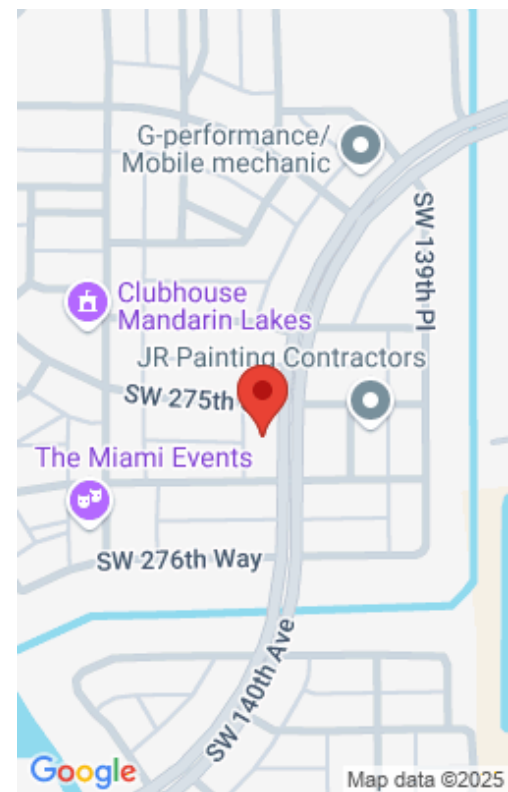 G-performance/
Mobile mechanic
SW 139th Pl
Clubhouse
Mandarin Lakes
JR Painting Contractors
SW 275th
The Miami Events
SW 276th Way
SW 140th Ave
Google
Map data ©2025